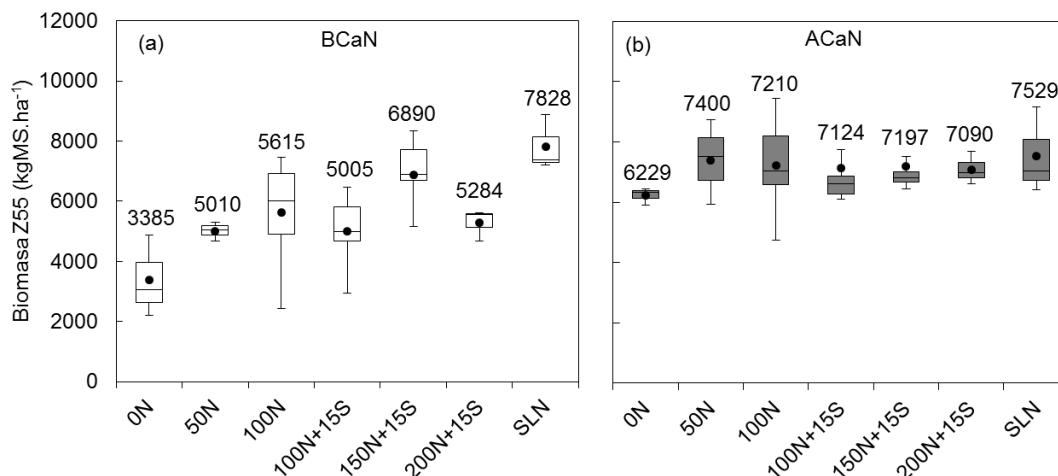 (a) BCaN
(b) ACaN
Biomasa Z55 (kgMS.ha⁻¹)
12000
10000
8000
6000
4000
2000
0
3385
5010
5615
5005
6890
5284
7828
6229
7400
7210
7124
7197
7090
7529
0N
50N
100N
100N+15S
150N+15S
200N+15S
SLN
0N
50N
100N
100N+15S
150N+15S
200N+15S
SLN